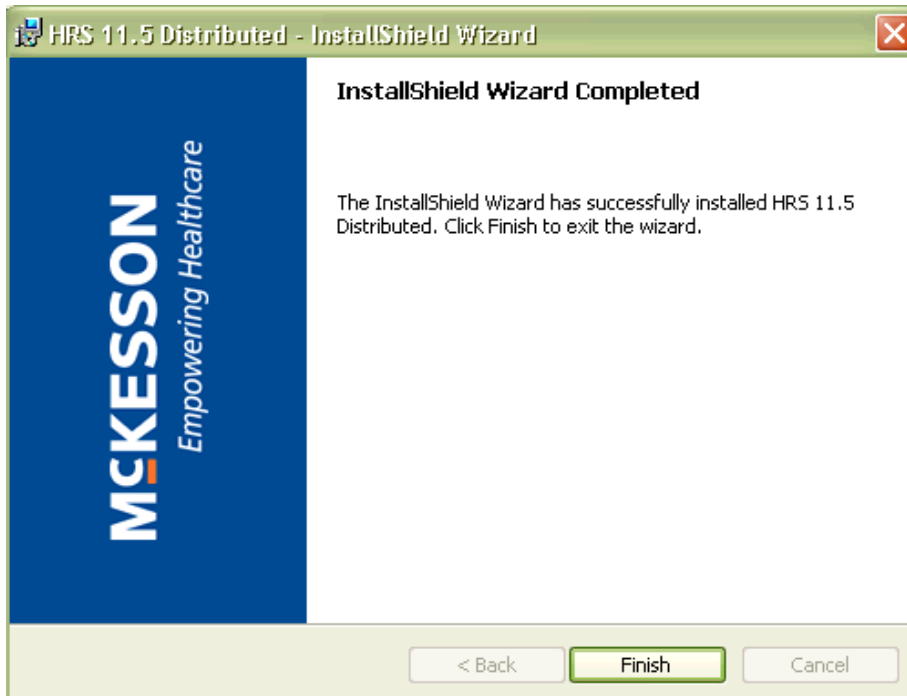 HRS 11.5 Distributed - InstallShield Wizard
InstallShield Wizard Completed
The InstallShield Wizard has successfully installed HRS 11.5
Distributed. Click Finish to exit the wizard.
MCKESSON
Empowering Healthcare
< Back
Finish
Cancel